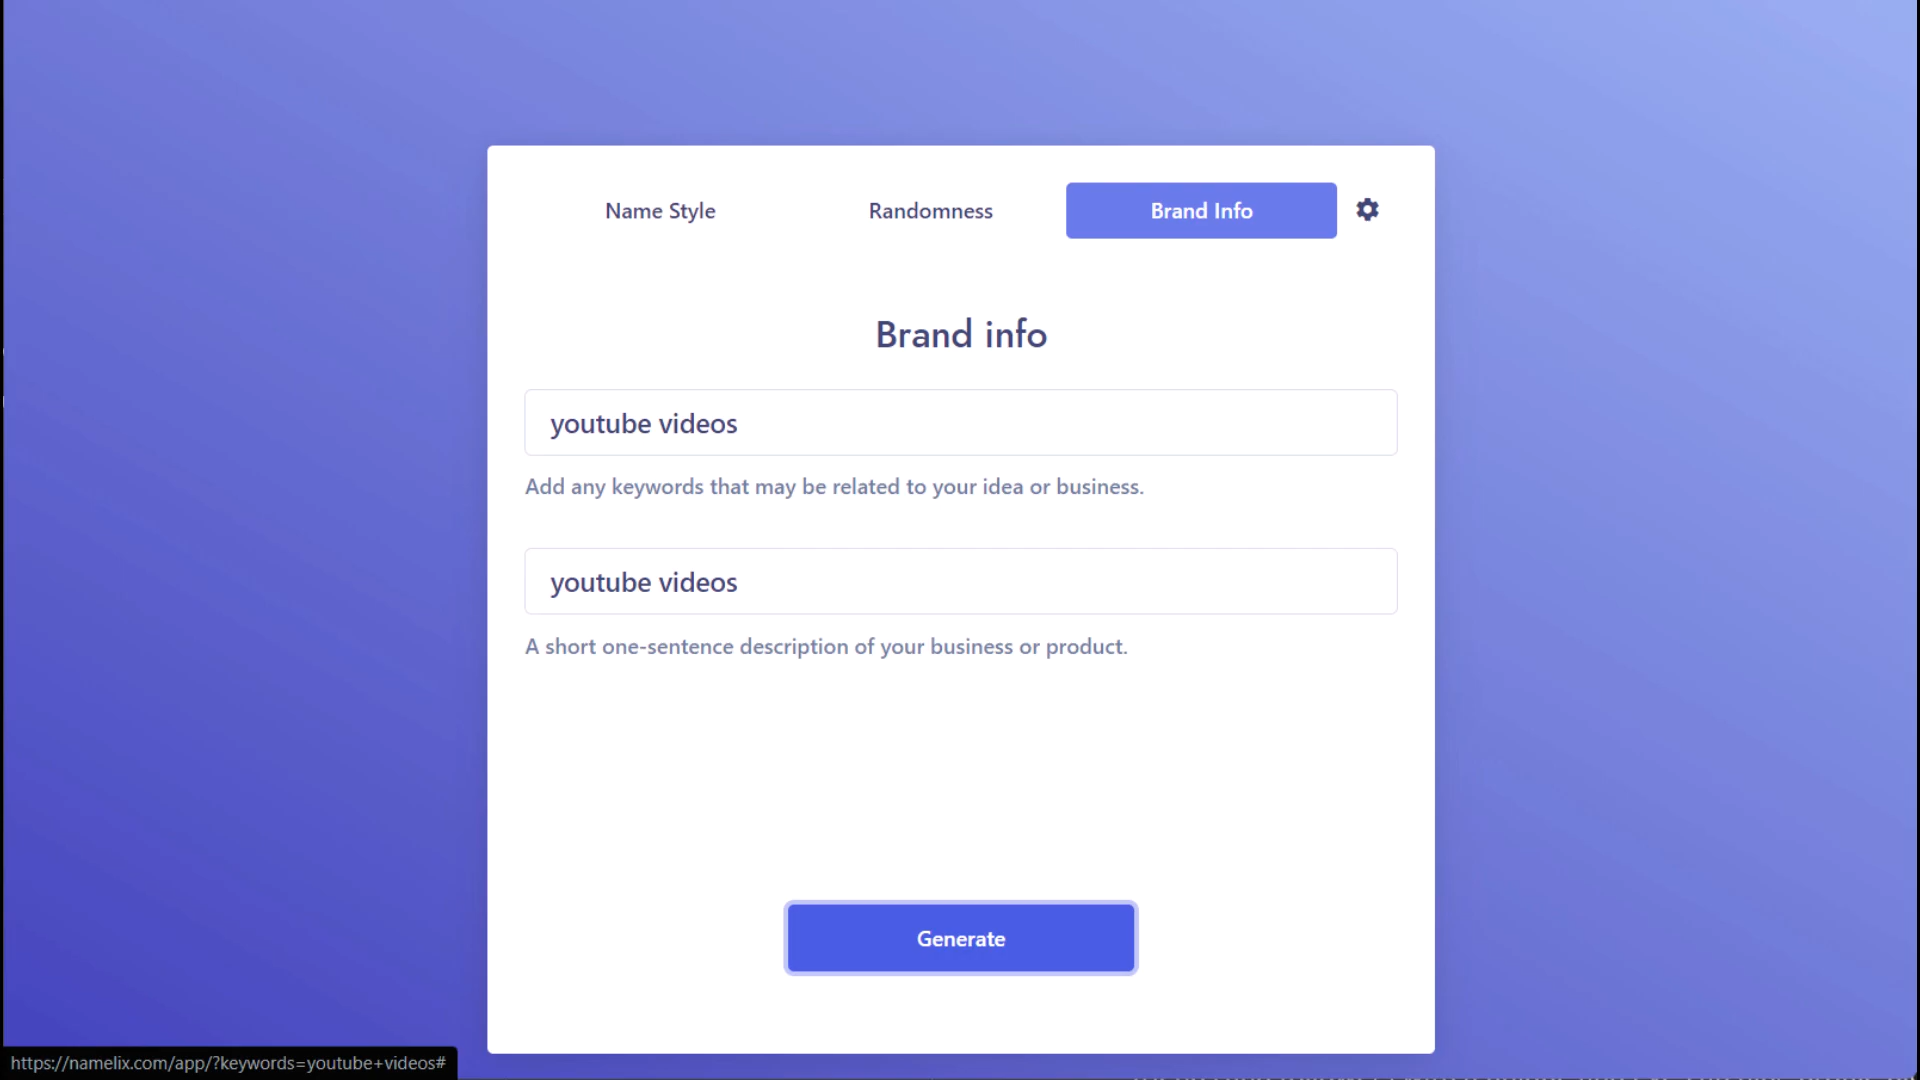 Name Style Randomness Brand Info
Brand info
youtube videos
Add any keywords that may be related to your idea or business.
youtube videos
A short one-sentence description of your business or product.
Generate
https://namelix.com/app/?keywords=youtube+videos#